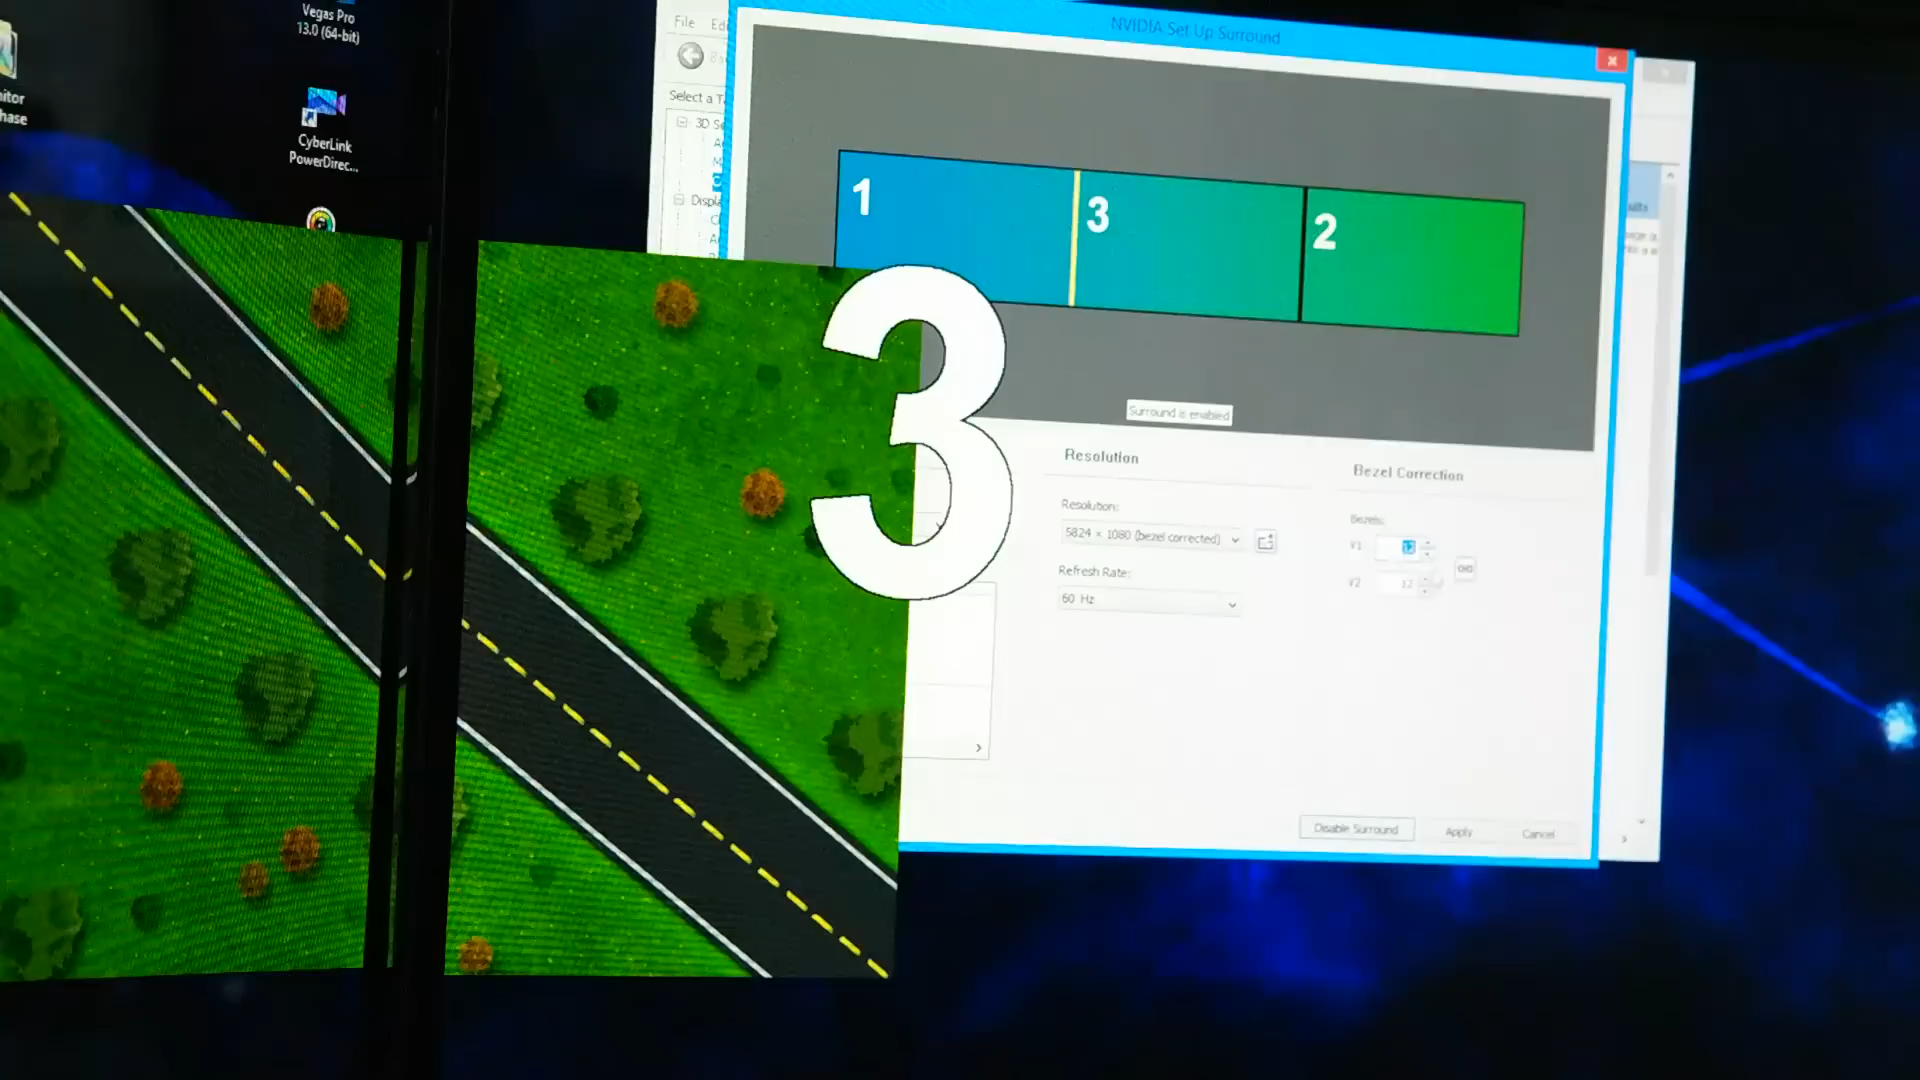 Vegas Pro
13.0 (64-bit)
CyberLink
PowerDirec...
File
NVIDIA Set Up Surround
Select a
3D
Displa
1
3
2
3
Surround is enabled
Resolution
Bezel Correction
Resolution:
5824 × 1080 (bezel corrected)
Refresh Rate:
60 Hz
Bezels:
V1
12
V2
12
Disable Surround
Apply
Cancel